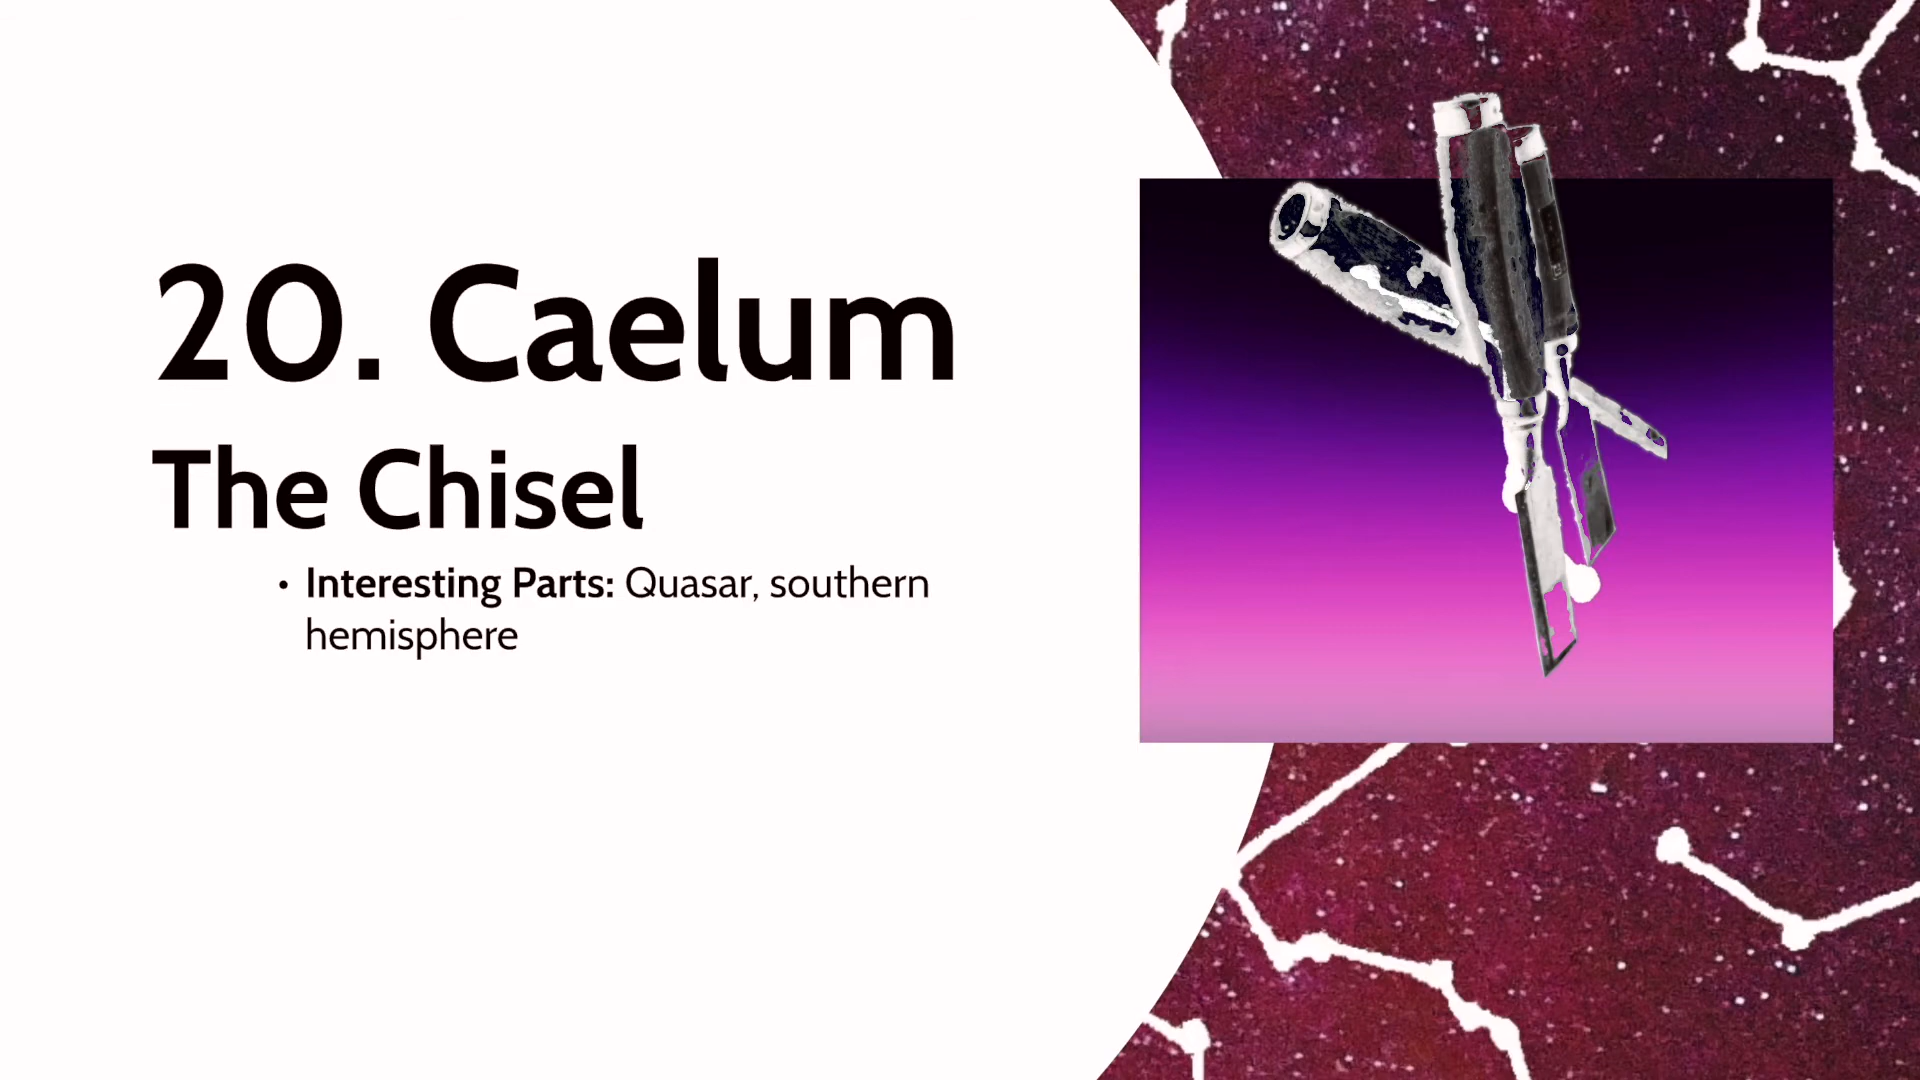 20. Caelum
The Chisel
• Interesting Parts: Quasar, southern
hemisphere